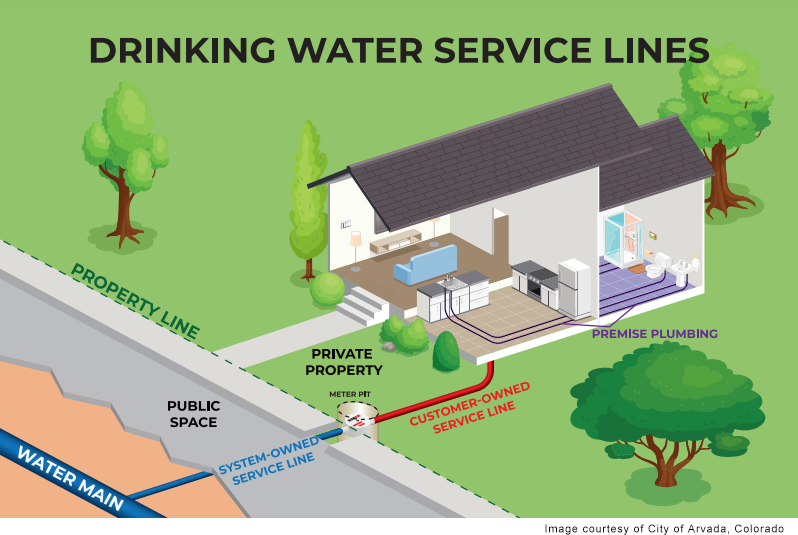 DRINKING WATER SERVICE LINES
PROPERTY LINE
PREMISE PLUMBING
PRIVATE
PROPERTY
METER PIT
CUSTOMER-OWNED
SERVICE LINE
PUBLIC
SPACE
SYSTEM-OWNED
SERVICE LINE
WATER MAIN
Image courtesy of City of Arvada, Colorado